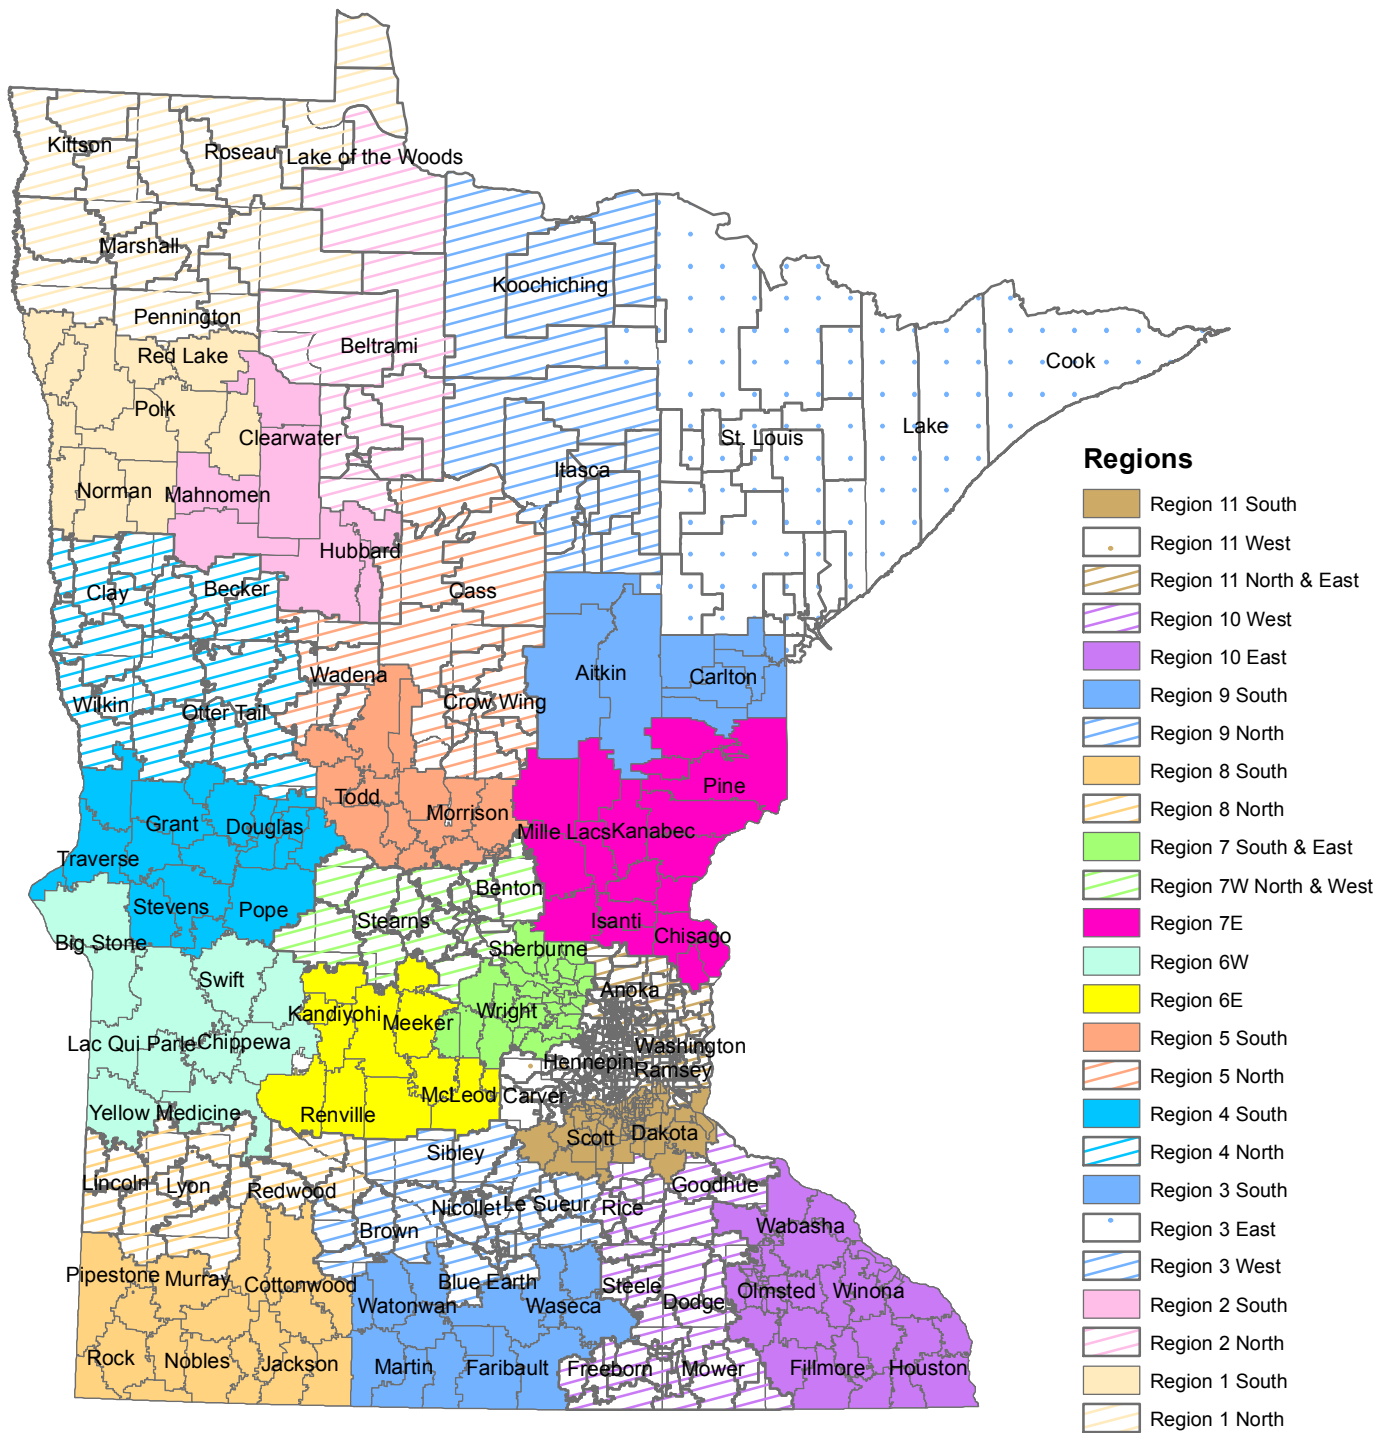 Kittson
Roseau
Lake of the Woods
Marshall
Koochiching
Pennington
Beltrami
Red Lake
Cook
Polk
Clearwater
St. Louis
Lake
Itasca
Norman
Mahnomen
Hubbard
Clay
Becker
Cass
Aitkin
Carlton
Wadena
Wilkin
Otter Tail
Crow Wing
Pine
Todd
Morrison
Grant
Douglas
Mille Lacs
Kanabec
Traverse
Benton
Stevens
Pope
Stearns
Isanti
Chisago
Big Stone
Sherburne
Swift
Anoka
Kandiyohi
Meeker
Wright
Lac Qui Parle
Chippewa
Washington
Hennepin
Ramsey
McLeod
Carver
Yellow Medicine
Renville
Scott
Dakota
Sibley
Lincoln
Lyon
Redwood
Goodhue
Nicollet
Le Sueur
Rice
Brown
Wabasha
Pipestone
Murray
Cottonwood
Blue Earth
Steele
Olmsted
Winona
Watonwan
Waseca
Dodge
Rock
Nobles
Jackson
Martin
Faribault
Freeborn
Mower
Fillmore
Houston
Regions
Region 11 South
Region 11 West
Region 11 North & East
Region 10 West
Region 10 East
Region 9 South
Region 9 North
Region 8 South
Region 8 North
Region 7 South & East
Region 7W North & West
Region 7E
Region 6W
Region 6E
Region 5 South
Region 5 North
Region 4 South
Region 4 North
Region 3 South
Region 3 East
Region 3 West
Region 2 South
Region 2 North
Region 1 South
Region 1 North